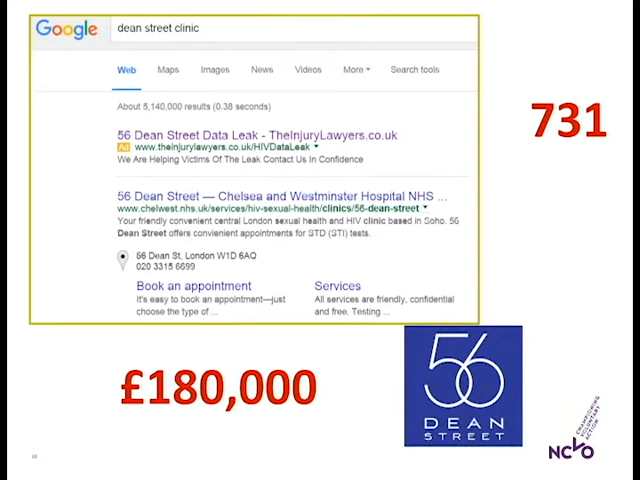 Google dean street clinic
Web Maps Images News Videos More Search tools
About 5,140,000 results (0.38 seconds)
56 Dean Street Data Leak - TheInjuryLawyers.co.uk
Ad www.theinjurylawyers.co.uk/HIVDataLeak
We Are Helping Victims Of The Leak Contact Us In Confidence
56 Dean Street — Chelsea and Westminster Hospital NHS ...
www.chelwest.nhs.uk/services/hiv-sexual-health/clinics/56-dean-street
Your friendly convenient central London sexual health and HIV clinic based in Soho. 56
Dean Street offers convenient appointments for STD (STI) tests.
56 Dean St, London W1D 6AQ
020 3315 6699
Book an appointment
It's easy to book an appointment—just
choose the type of ...
Services
All services are friendly, confidential
and free. Testing ...
731
£180,000
56
DEAN
STREET
CHAMPIONING
VOLUNTARY
ACTION
NCVO